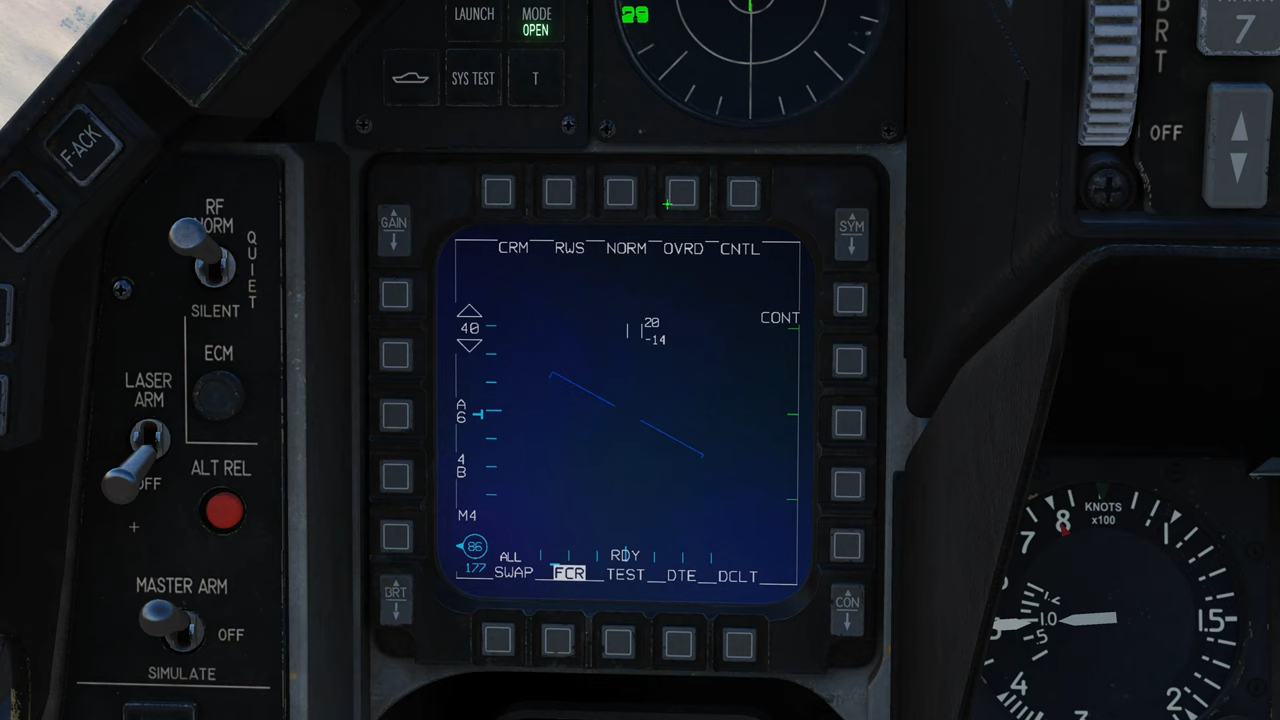 LAUNCH
MODE
OPEN
SYS TEST
T
B
R
T
7
OFF
F-ACK
RF
NORM
QUIET
SILENT
ECM
LASER
ARM
OFF
ALT REL
MASTER ARM
OFF
SIMULATE
GAIN
SYM
BRT
CON
CRM RWS NORM OVRD CNTL
CONT
40
20
-14
A
6
4
B
M4
86
177
ALL
RDY
SWAP FCR TEST DTE DCLT
KNOTS
x100
8
7
1.2
1.0
.5
1.5
4
2